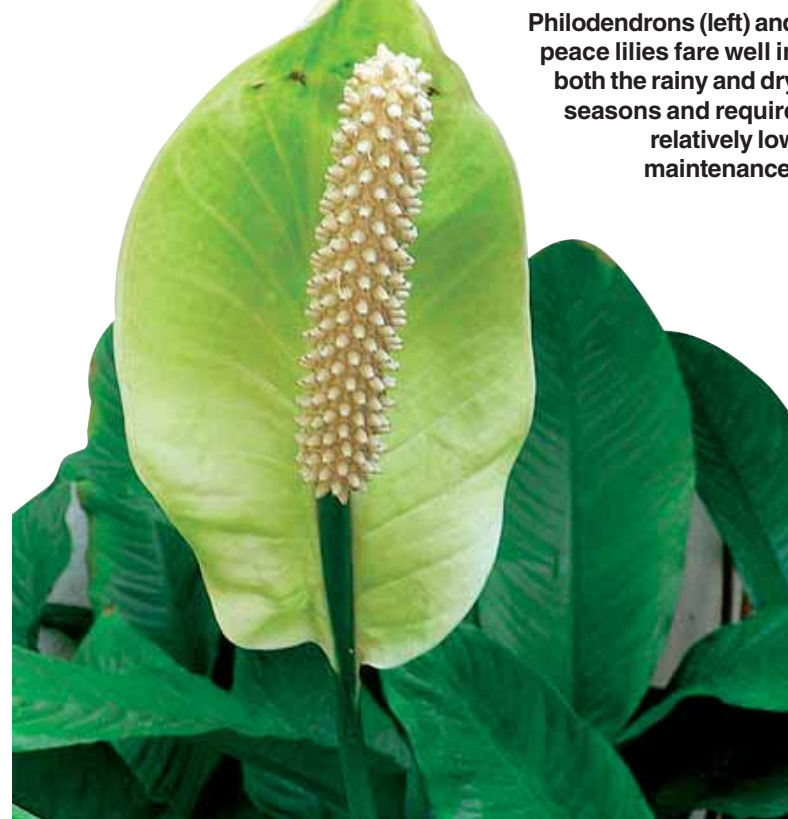 Philodendrons (left) and
peace lilies fare well in
both the rainy and dry
seasons and require
relatively low
maintenance